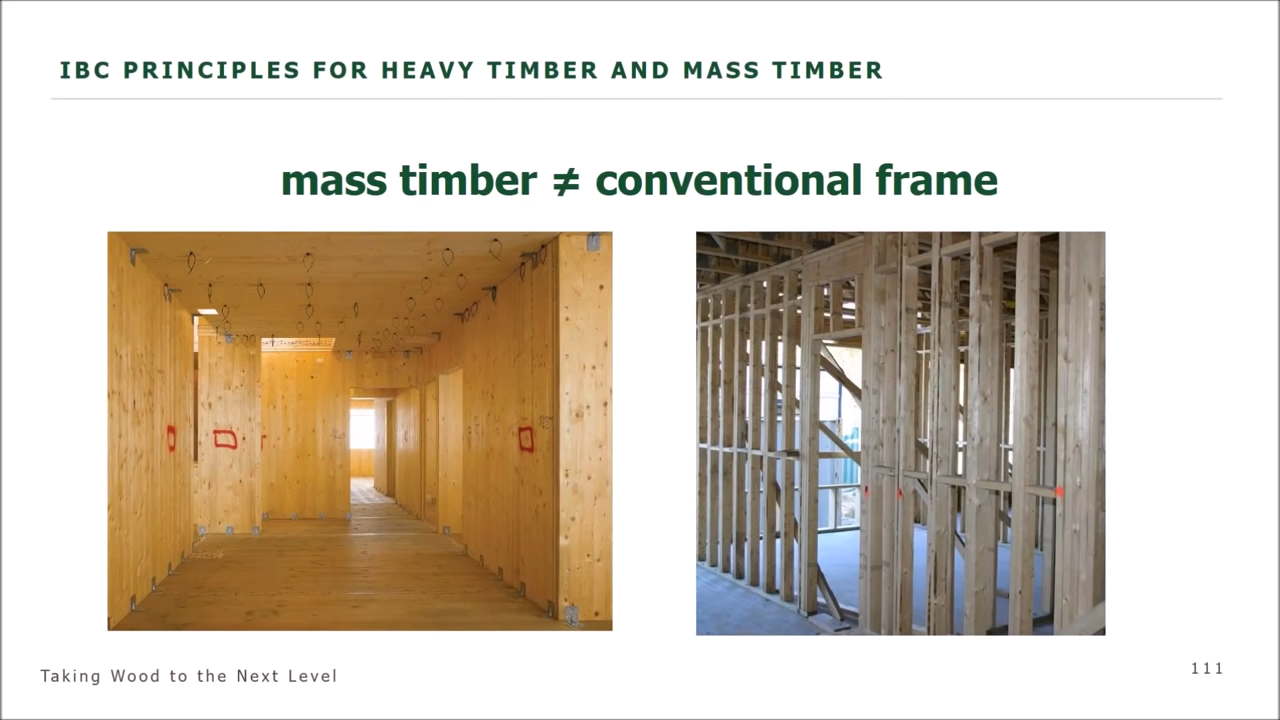 IBC PRINCIPLES FOR HEAVY TIMBER AND MASS TIMBER
mass timber ≠ conventional frame
Taking Wood to the Next Level
111